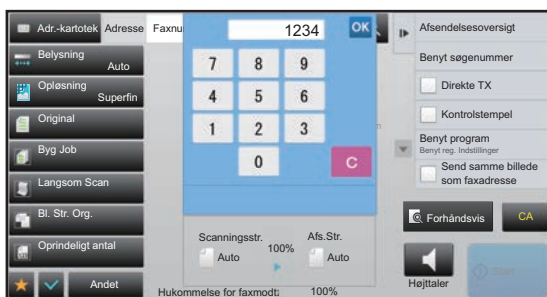 Adr.-kartotek
Adresse
Faxnu
1234
OK
Afsendelsesoversigt
Belysning
Auto
7 8 9
Benyt søgenummer
Opløsning
Superfin
4 5 6
Direkte TX
Original
1 2 3
Kontrolstempel
Byg Job
0
C
Benyt program
Benyt reg. Indstillinger
Langsom Scan
Send samme billede
som faxadresse
Bl. Str. Org.
Forhåndsvis
CA
Oprindeligt antal
Scanningsstr.
100%
Afs.Str.
Auto
Auto
Andet
Hukommelse for faxmodt:
100%
Højttaler
Start